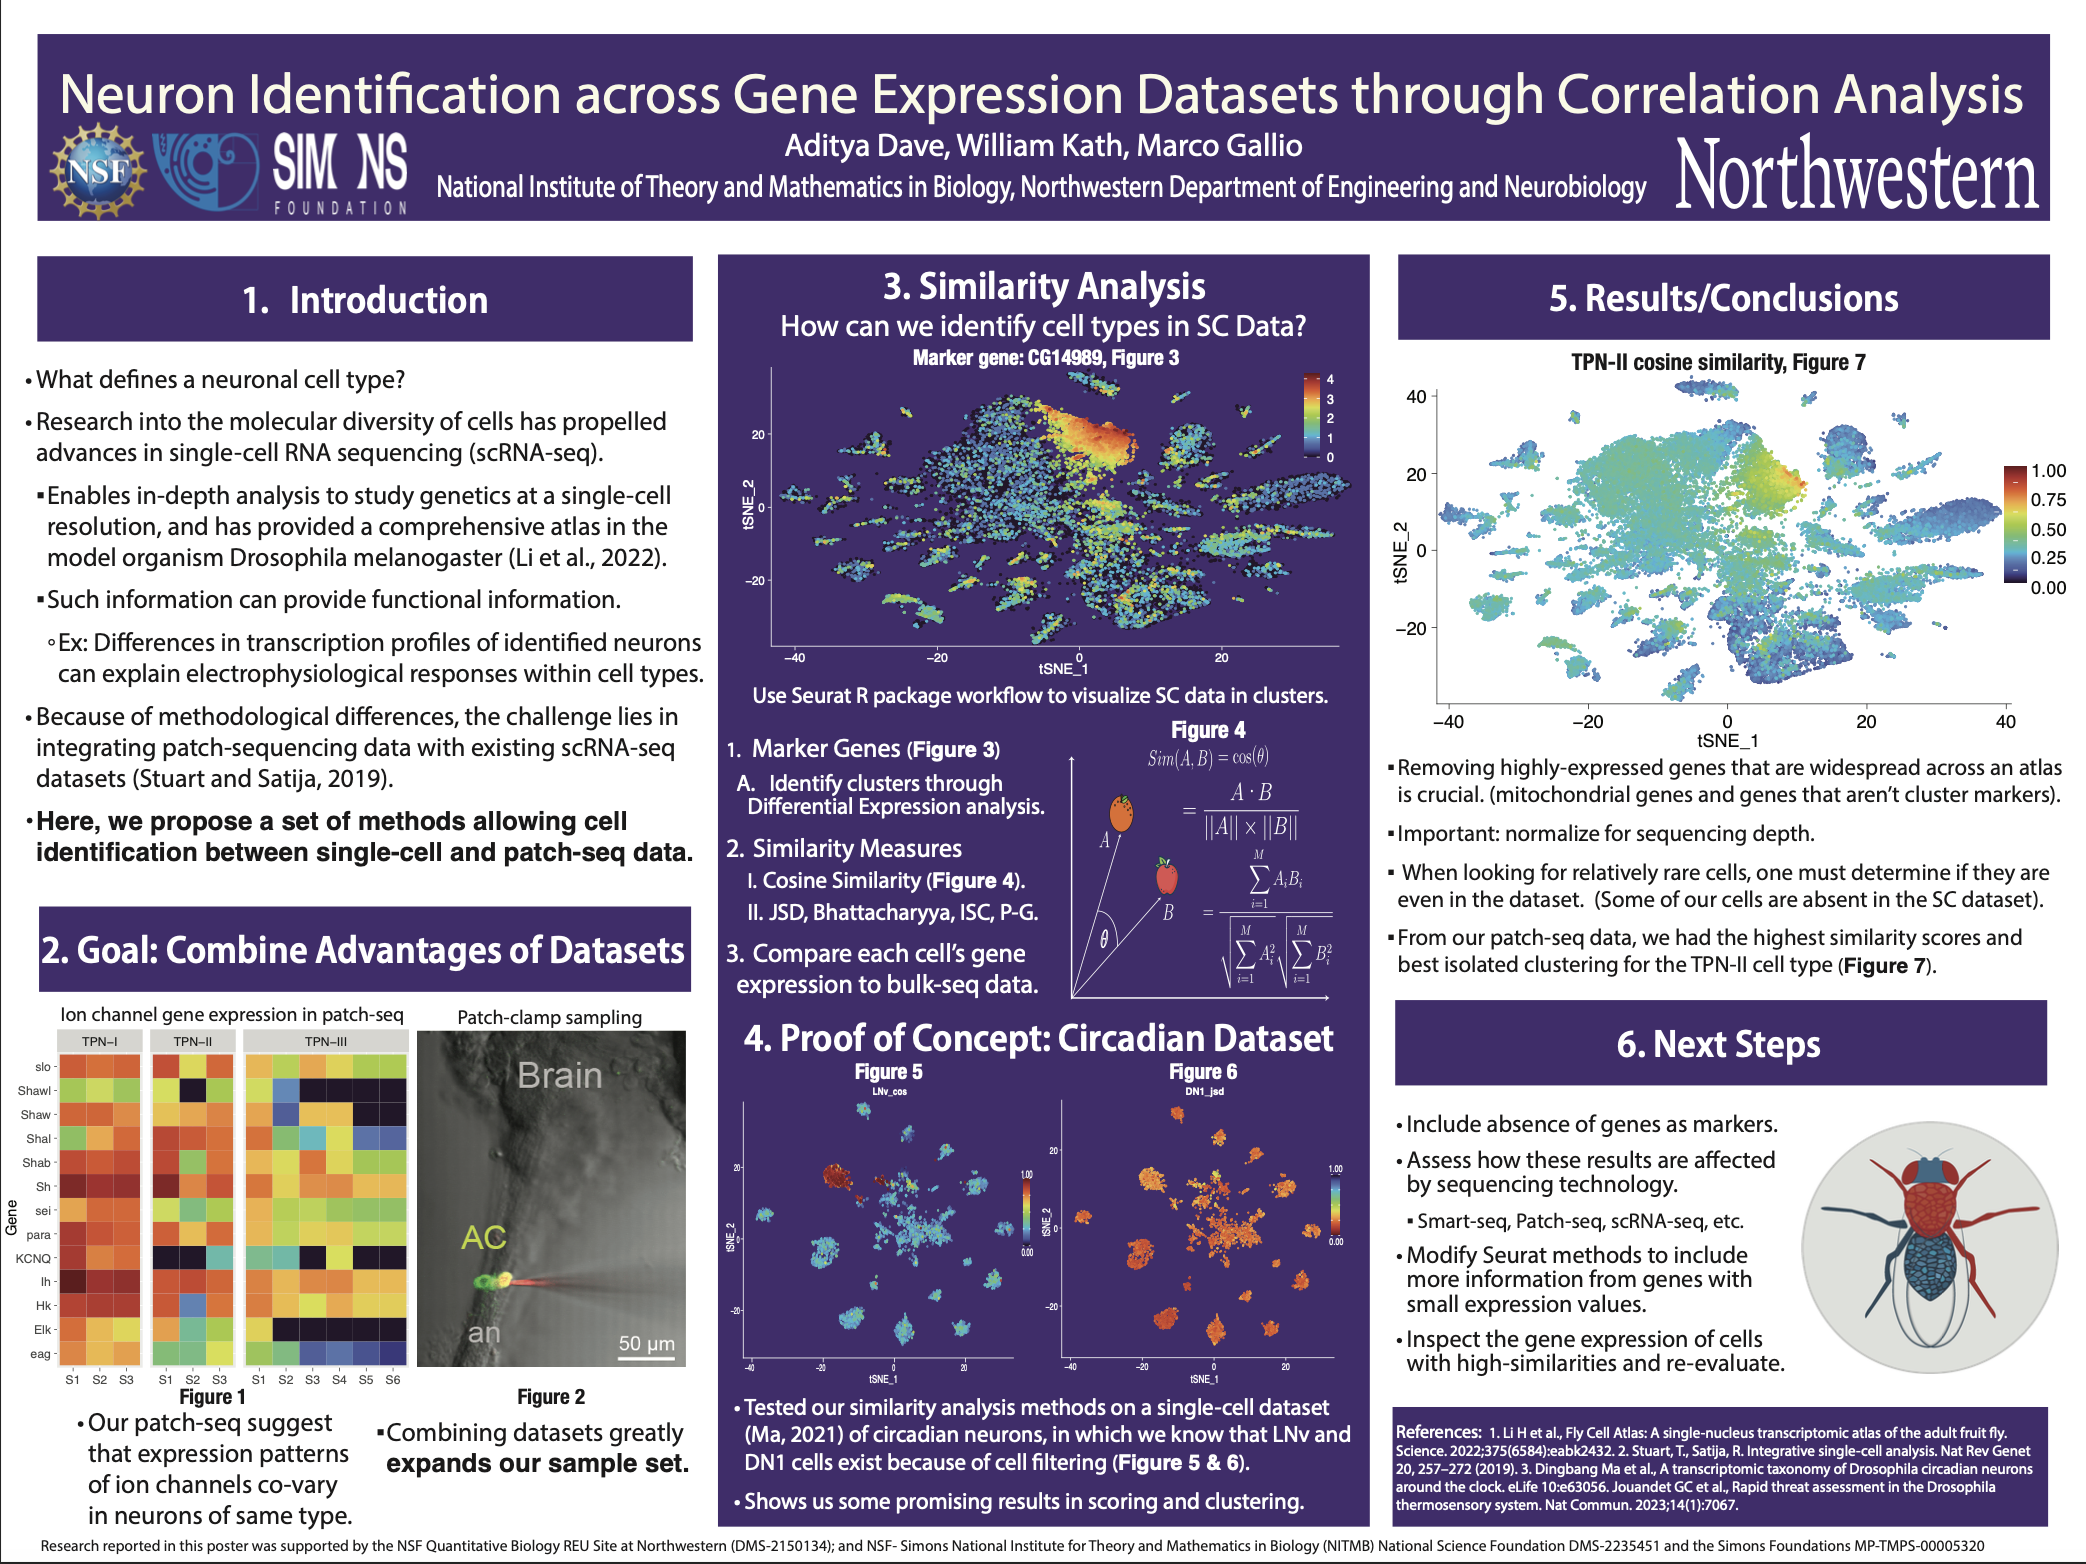 Neuron Identification across Gene Expression Datasets through Correlation Analysis
Aditya Dave, William Kath, Marco Gallio
National Institute of Theory and Mathematics in Biology, Northwestern Department of Engineering and Neurobiology
NSF
SIM NS
FOUNDATION
Northwestern
1. Introduction
• What defines a neuronal cell type?
• Research into the molecular diversity of cells has propelled
advances in single-cell RNA sequencing (scRNA-seq).
▪ Enables in-depth analysis to study genetics at a single-cell
resolution, and has provided a comprehensive atlas in the
model organism Drosophila melanogaster (Li et al., 2022).
▪ Such information can provide functional information.
◦ Ex: Differences in transcription profiles of identified neurons
can explain electrophysiological responses within cell types.
• Because of methodological differences, the challenge lies in
integrating patch-sequencing data with existing scRNA-seq
datasets (Stuart and Satija, 2019).
• Here, we propose a set of methods allowing cell
identification between single-cell and patch-seq data.
2. Goal: Combine Advantages of Datasets
Ion channel gene expression in patch-seq
TPN-I TPN-II TPN-III
Gene
slo
Shawl
Shaw
Shal
Shab
Sh
sei
para
KCNQ
Ih
Hk
Elk
eag
S1 S2 S3 S1 S2 S3 S1 S2 S3 S4 S5 S6
Figure 1
• Our patch-seq suggest
that expression patterns
of ion channels co-vary
in neurons of same type.
Patch-clamp sampling
Brain
AC
an
50 µm
Figure 2
▪ Combining datasets greatly
expands our sample set.
3. Similarity Analysis
How can we identify cell types in SC Data?
Marker gene: CG14989, Figure 3
4
3
2
1
0
20
0
−20
tSNE_2
−40 −20 0 20
tSNE_1
Use Seurat R package workflow to visualize SC data in clusters.
1. Marker Genes (Figure 3)
A. Identify clusters through
Differential Expression analysis.
2. Similarity Measures
I. Cosine Similarity (Figure 4).
II. JSD, Bhattacharyya, ISC, P-G.
3. Compare each cell's gene
expression to bulk-seq data.
Figure 4
Sim(A, B) = cos(θ)
= A · B / ||A|| × ||B||
= ∑ i=1 M A_i B_i / √∑ i=1 M A_i^2 √∑ i=1 M B_i^2
A
B
θ
4. Proof of Concept: Circadian Dataset
Figure 5
LNv_cos
20
0
−20
tSNE_2
1.00
0.00
−40 −20 0 20
tSNE_1
Figure 6
DN1_jsd
20
0
−20
tSNE_2
1.00
0.00
−40 −20 0 20
tSNE_1
• Tested our similarity analysis methods on a single-cell dataset
(Ma, 2021) of circadian neurons, in which we know that LNv and
DN1 cells exist because of cell filtering (Figure 5 & 6).
• Shows us some promising results in scoring and clustering.
5. Results/Conclusions
TPN-II cosine similarity, Figure 7
40
20
0
−20
tSNE_2
1.00
0.75
0.50
0.25
0.00
−40 −20 0 20 40
tSNE_1
▪ Removing highly-expressed genes that are widespread across an atlas
is crucial. (mitochondrial genes and genes that aren't cluster markers).
▪ Important: normalize for sequencing depth.
▪ When looking for relatively rare cells, one must determine if they are
even in the dataset. (Some of our cells are absent in the SC dataset).
▪ From our patch-seq data, we had the highest similarity scores and
best isolated clustering for the TPN-II cell type (Figure 7).
6. Next Steps
• Include absence of genes as markers.
• Assess how these results are affected
by sequencing technology.
▪ Smart-seq, Patch-seq, scRNA-seq, etc.
• Modify Seurat methods to include
more information from genes with
small expression values.
• Inspect the gene expression of cells
with high-similarities and re-evaluate.
References: 1. Li H et al., Fly Cell Atlas: A single-nucleus transcriptomic atlas of the adult fruit fly.
Science. 2022;375(6584):eabk2432. 2. Stuart, T., Satija, R. Integrative single-cell analysis. Nat Rev Genet
20, 257–272 (2019). 3. Dingbang Ma et al., A transcriptomic taxonomy of Drosophila circadian neurons
around the clock. eLife 10:e63056. Jouandet GC et al., Rapid threat assessment in the Drosophila
thermosensory system. Nat Commun. 2023;14(1):7067.
Research reported in this poster was supported by the NSF Quantitative Biology REU Site at Northwestern (DMS-2150134); and NSF- Simons National Institute for Theory and Mathematics in Biology (NITMB) National Science Foundation DMS-2235451 and the Simons Foundations MP-TMPS-00005320